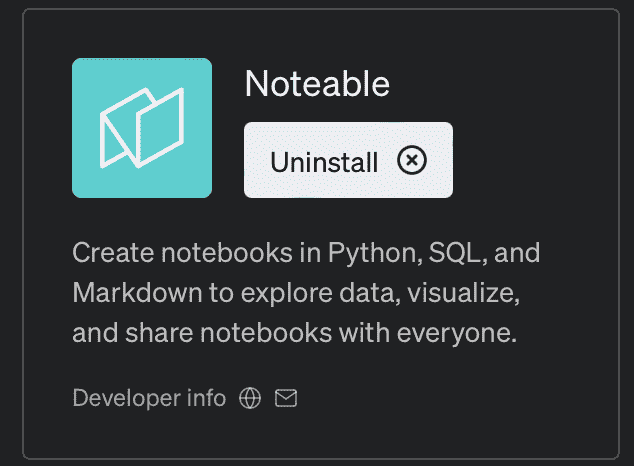 Noteable
Uninstall
Create notebooks in Python, SQL, and
Markdown to explore data, visualize,
and share notebooks with everyone.
Developer info